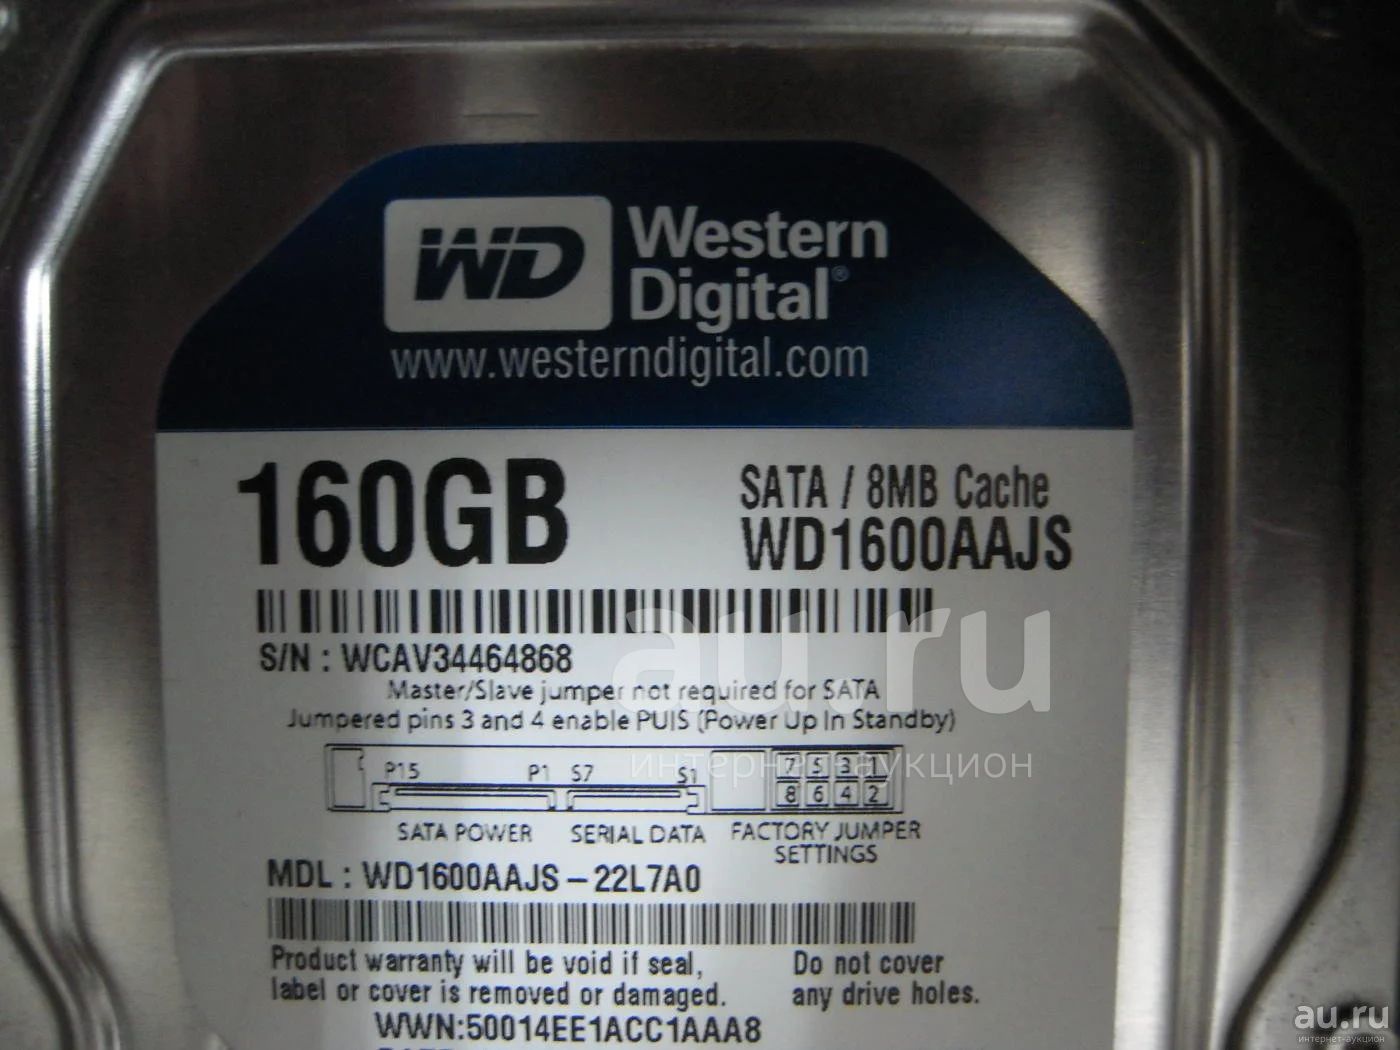 WD Western
Digital®
www.westerndigital.com
160GB
SATA / 8MB Cache
WD1600AAJS
S/N : WCAV34464868
Master/Slave jumper not required for SATA
Jumpered pins 3 and 4 enable PUIS (Power Up In Standby)
P15 P1 S7 S1 7 5 3 1
8 6 4 2
SATA POWER SERIAL DATA FACTORY JUMPER
SETTINGS
MDL : WD1600AAJS – 22L7A0
Product warranty will be void if seal,
label or cover is removed or damaged.
Do not cover
any drive holes.
WWN:50014EE1ACC1AAA8
au.ru
интернет-аукцион
au.ru
интернет-аукцион